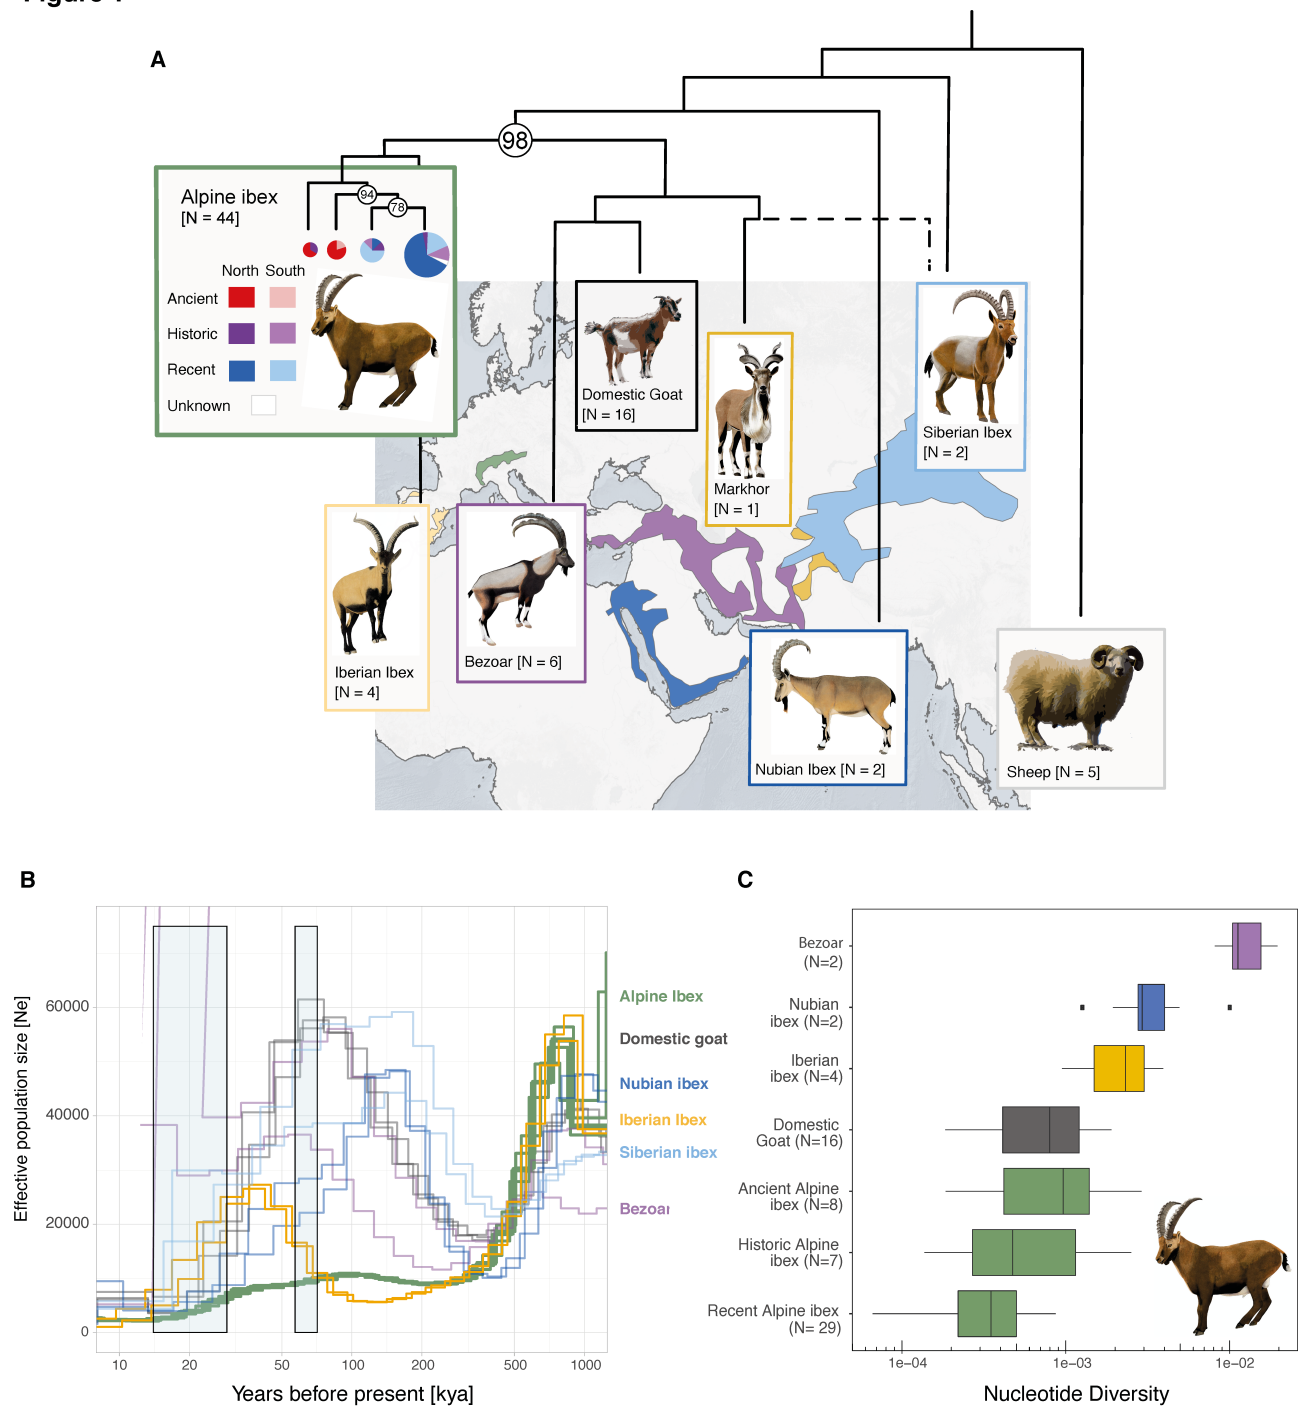 A
98
Alpine ibex
[N = 44]
94
78
North South
Ancient
Historic
Recent
Unknown
Domestic Goat
[N = 16]
Markhor
[N = 1]
Siberian Ibex
[N = 2]
Iberian Ibex
[N = 4]
Bezoar [N = 6]
Nubian Ibex [N = 2]
Sheep [N = 5]
B
Effective population size [Ne]
60000
40000
20000
0
10 20 50 100 200 500 1000
Years before present [kya]
Alpine Ibex
Domestic goat
Nubian ibex
Iberian Ibex
Siberian ibex
Bezoar
C
Bezoar
(N=2)
Nubian
ibex (N=2)
Iberian
ibex (N=4)
Domestic
Goat (N=16)
Ancient Alpine
ibex (N=8)
Historic Alpine
ibex (N=7)
Recent Alpine ibex
(N= 29)
1e-04 1e-03 1e-02
Nucleotide Diversity